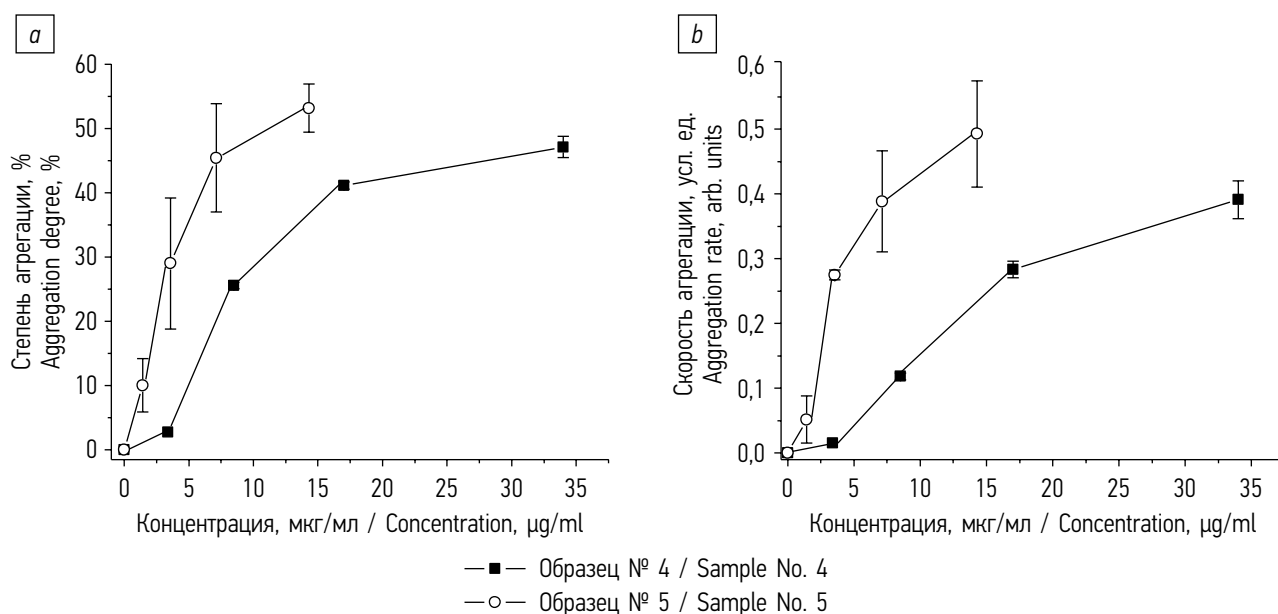 a
Степень агрегации, %
Aggregation degree, %
60
50
40
30
20
10
0
0 5 10 15 20 25 30 35
Концентрация, мкг/мл / Concentration, µg/ml
b
Скорость агрегации, усл. ед.
Aggregation rate, arb. units
0,6
0,5
0,4
0,3
0,2
0,1
0,0
0 5 10 15 20 25 30 35
Концентрация, мкг/мл / Concentration, µg/ml
Образец № 4 / Sample No. 4
Образец № 5 / Sample No. 5